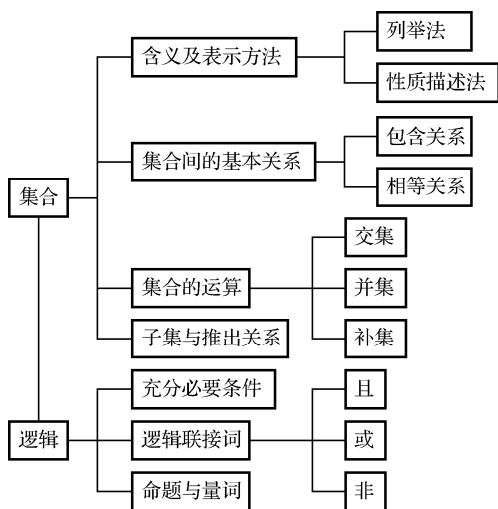 集合
含义及表示方法
列举法
性质描述法
集合间的基本关系
包含关系
相等关系
集合的运算
交集
并集
补集
子集与推出关系
逻辑
充分必要条件
逻辑联接词
且
或
非
命题与量词